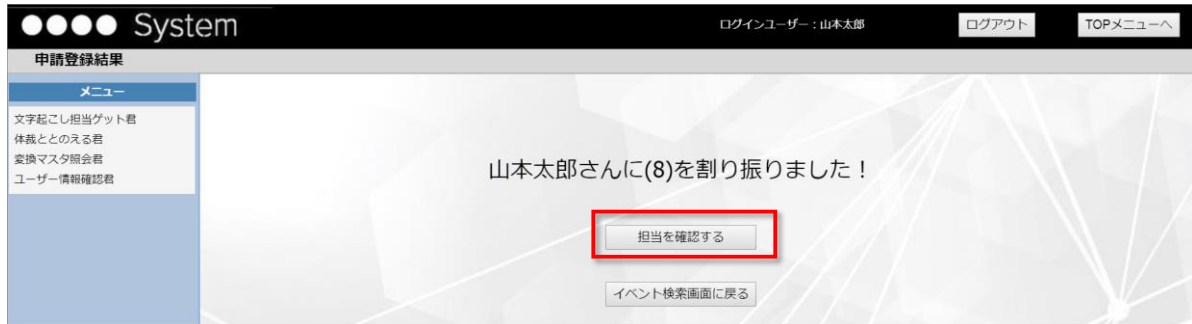 ●●●● System
ログインユーザー：山本太郎
ログアウト
TOPメニューへ
申請登録結果
メニュー
文字起こし担当ゲット君
体裁ととのえる君
変換マスタ照会君
ユーザー情報確認君
山本太郎さんに(8)を割り振りました！
担当を確認する
イベント検索画面に戻る